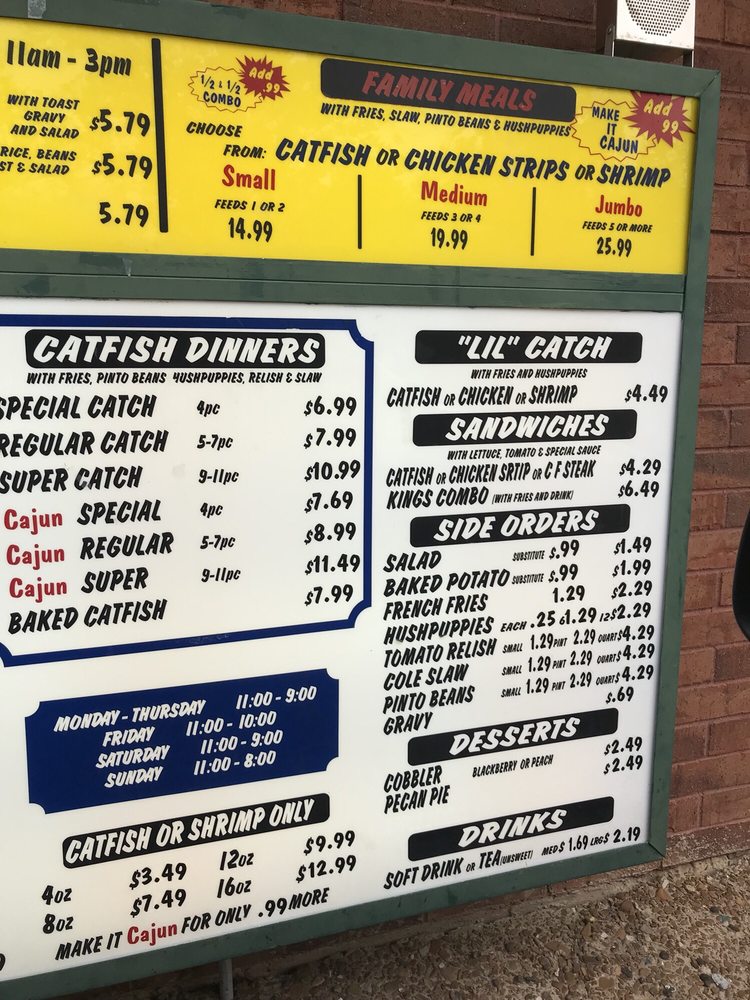 11am - 3pm
WITH TOAST
GRAVY
AND SALAD $5.79
RICE, BEANS
ST & SALAD $5.79
5.79
1/2 & 1/2
COMBO
Add
.99
FAMILY MEALS
WITH FRIES, SLAW, PINTO BEANS & HUSHPUPPIES
MAKE
IT
CAJUN
Add
.99
CHOOSE
FROM: CATFISH OR CHICKEN STRIPS OR SHRIMP
Small
FEEDS 1 OR 2
14.99
Medium
FEEDS 3 OR 4
19.99
Jumbo
FEEDS 5 OR MORE
25.99
CATFISH DINNERS
WITH FRIES, PINTO BEANS HUSHPUPPIES, RELISH & SLAW
SPECIAL CATCH 4pc $6.99
REGULAR CATCH 5-7pc $7.99
SUPER CATCH 9-11pc $10.99
Cajun SPECIAL 4pc $7.69
Cajun REGULAR 5-7pc $8.99
Cajun SUPER 9-11pc $11.49
BAKED CATFISH $7.99
MONDAY - THURSDAY 11:00 - 9:00
FRIDAY 11:00 - 10:00
SATURDAY 11:00 - 9:00
SUNDAY 11:00 - 8:00
CATFISH OR SHRIMP ONLY
4oz $3.49 12oz $9.99
8oz $7.49 16oz $12.99
MAKE IT Cajun FOR ONLY .99 MORE
"LIL" CATCH
WITH FRIES AND HUSHPUPPIES
CATFISH OR CHICKEN OR SHRIMP $4.49
SANDWICHES
WITH LETTUCE, TOMATO & SPECIAL SAUCE
CATFISH OR CHICKEN SRTIP OR C F STEAK $4.29
KINGS COMBO (WITH FRIES AND DRINK) $6.49
SIDE ORDERS
SALAD SUBSTITUTE $.99 $1.49
BAKED POTATO SUBSTITUTE $.99 $1.99
FRENCH FRIES 1.29 $2.29
HUSHPUPPIES EACH .25 6 1.29 12 $2.29
TOMATO RELISH SMALL 1.29 PINT 2.29 QUART $4.29
COLE SLAW SMALL 1.29 PINT 2.29 QUART $4.29
PINTO BEANS SMALL 1.29 PINT 2.29 QUART $4.29
GRAVY $.69
DESSERTS
COBBLER BLACKBERRY OR PEACH $2.49
PECAN PIE $2.49
DRINKS
SOFT DRINK OR TEA (UNSWEET) MED $ 1.69 LRG $ 2.19